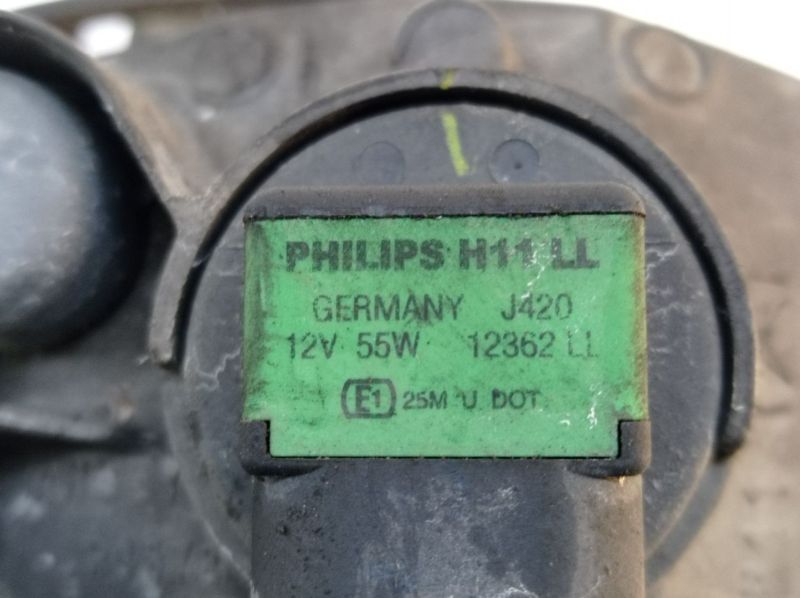 PHILIPS H11 LL
GERMANY J420
12V 55W 12362 LL
E1 25M U DOT